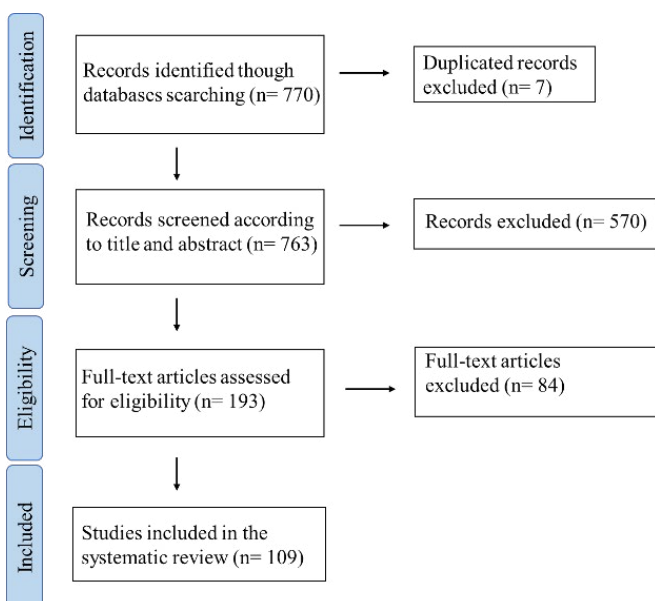 Identification
Records identified though
databases searching (n= 770)
Duplicated records
excluded (n= 7)
Screening
Records screened according
to title and abstract (n= 763)
Records excluded (n= 570)
Eligibility
Full-text articles assessed
for eligibility (n= 193)
Full-text articles
excluded (n= 84)
Included
Studies included in the
systematic review (n= 109)